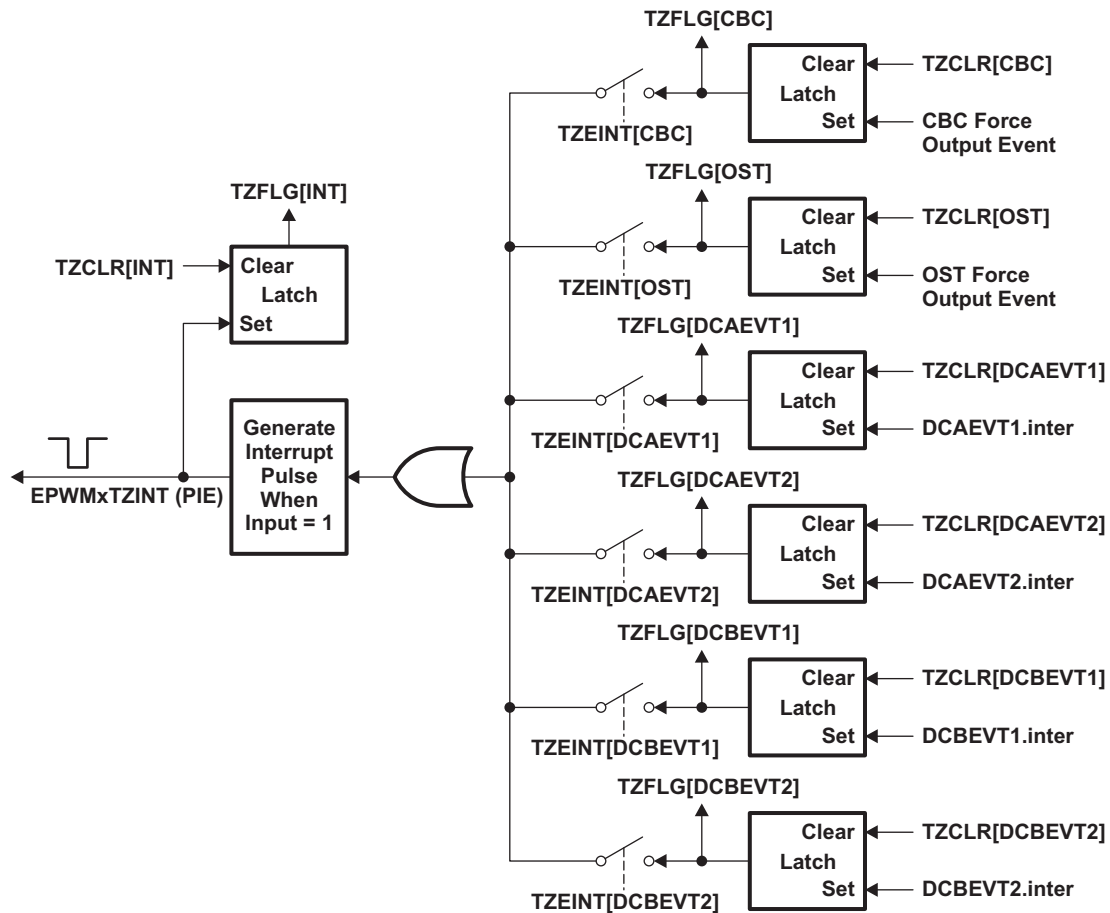 TZFLG[CBC]
Clear
Latch
Set
TZCLR[CBC]
CBC Force
Output Event
TZEINT[CBC]
TZFLG[OST]
Clear
Latch
Set
TZCLR[OST]
OST Force
Output Event
TZEINT[OST]
TZFLG[INT]
TZCLR[INT]
Clear
Latch
Set
TZFLG[DCAEVT1]
Clear
Latch
Set
TZCLR[DCAEVT1]
DCAEVT1.inter
TZEINT[DCAEVT1]
Generate
Interrupt
Pulse
When
Input = 1
EPWMxTZINT (PIE)
TZFLG[DCAEVT2]
Clear
Latch
Set
TZCLR[DCAEVT2]
DCAEVT2.inter
TZEINT[DCAEVT2]
TZFLG[DCBEVT1]
Clear
Latch
Set
TZCLR[DCBEVT1]
DCBEVT1.inter
TZEINT[DCBEVT1]
TZFLG[DCBEVT2]
Clear
Latch
Set
TZCLR[DCBEVT2]
DCBEVT2.inter
TZEINT[DCBEVT2]